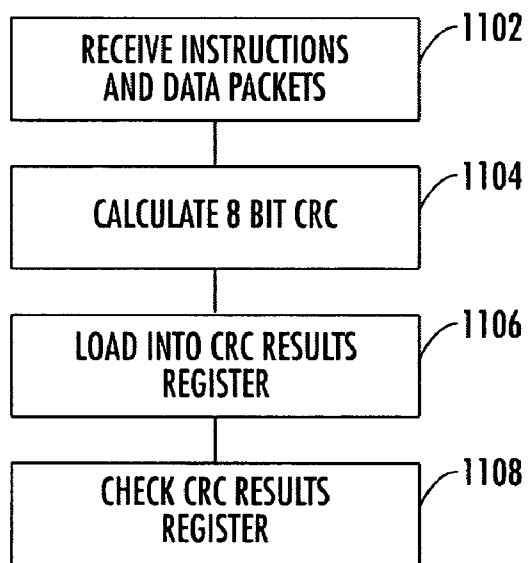 1102
RECEIVE INSTRUCTIONS
AND DATA PACKETS
1104
CALCULATE 8 BIT CRC
1106
LOAD INTO CRC RESULTS
REGISTER
1108
CHECK CRC RESULTS
REGISTER